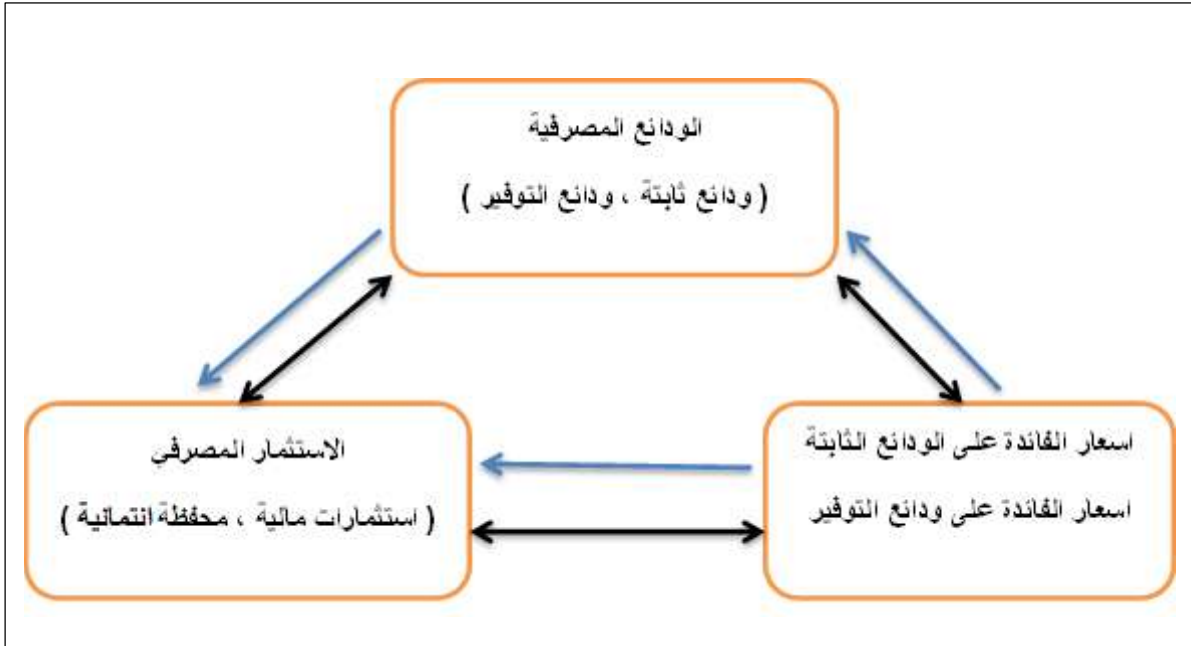 الودائع المصرفية
( ودائع ثابتة ، ودائع التوفير )
اسعار الفائدة على الودائع الثابتة
اسعار الفائدة على ودائع التوفير
الاستثمار المصرفي
( استثمارات مالية ، محفظة ائتمانية )